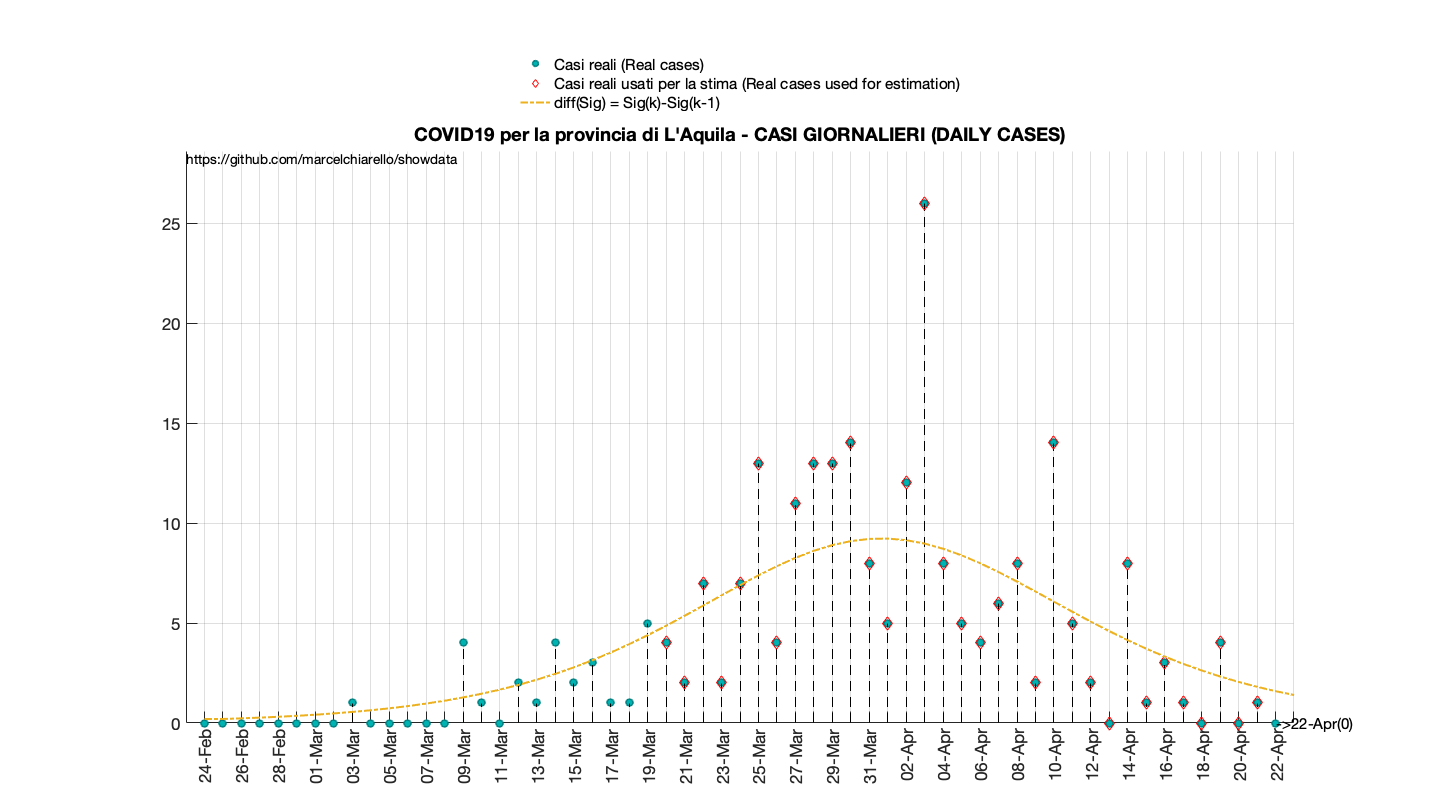 Casi reali (Real cases)
Casi reali usati per la stima (Real cases used for estimation)
diff(Sig) = Sig(k)-Sig(k-1)
COVID19 per la provincia di L'Aquila - CASI GIORNALIERI (DAILY CASES)
https://github.com/marcelchiarello/showdata
25
20
15
10
5
0
->22-Apr(0)
24-Feb
26-Feb
28-Feb
01-Mar
03-Mar
05-Mar
07-Mar
09-Mar
11-Mar
13-Mar
15-Mar
17-Mar
19-Mar
21-Mar
23-Mar
25-Mar
27-Mar
29-Mar
31-Mar
02-Apr
04-Apr
06-Apr
08-Apr
10-Apr
12-Apr
14-Apr
16-Apr
18-Apr
20-Apr
22-Apr